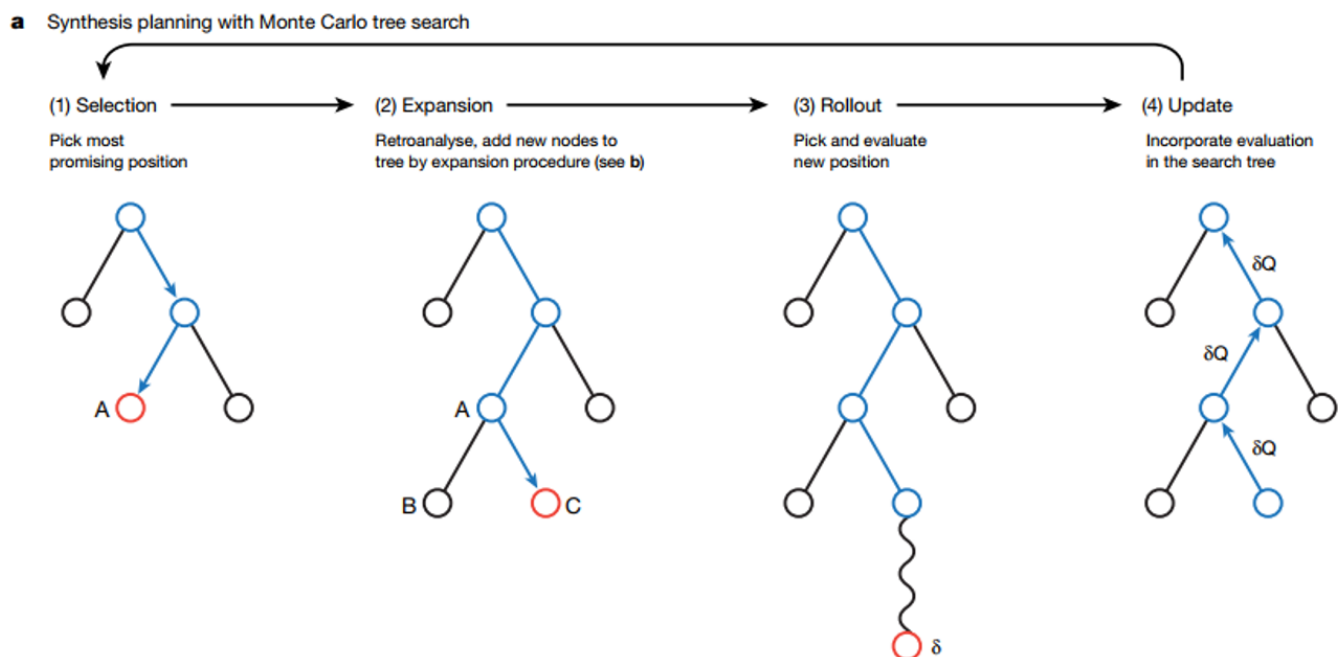 a Synthesis planning with Monte Carlo tree search
(1) Selection
(2) Expansion
(3) Rollout
(4) Update
Pick most
promising position
Retroanalyse, add new nodes to
tree by expansion procedure (see b)
Pick and evaluate
new position
Incorporate evaluation
in the search tree
A
A
B
C
δ
δQ
δQ
δQ